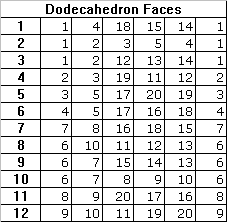 Dodecahedron Faces
1 1 4 18 15 14 1
2 1 2 3 5 4 1
3 1 2 12 13 14 1
4 2 3 19 11 12 2
5 3 5 17 20 19 3
6 4 5 17 16 18 4
7 7 8 16 18 15 7
8 6 10 11 12 13 6
9 6 7 15 14 13 6
10 6 7 8 9 10 6
11 8 9 20 17 16 8
12 9 10 11 19 20 9